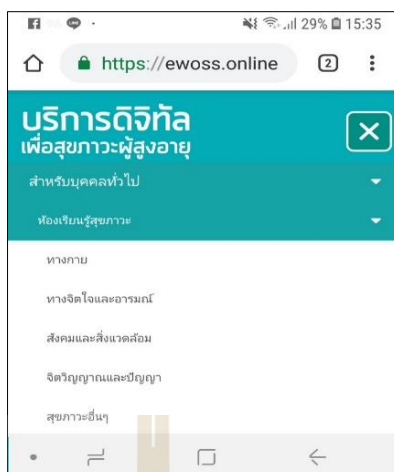 29% 15:35
https://ewoss.online 2
บริการดิจิทัล
เพื่อสุขภาวะผู้สูงอายุ
สำหรับบุคคลทั่วไป
ห้องเรียนรู้สุขภาวะ
ทางกาย
ทางจิตใจและอารมณ์
สังคมและสิ่งแวดล้อม
จิตวิญญาณและปัญญา
สุขภาวะอื่นๆ